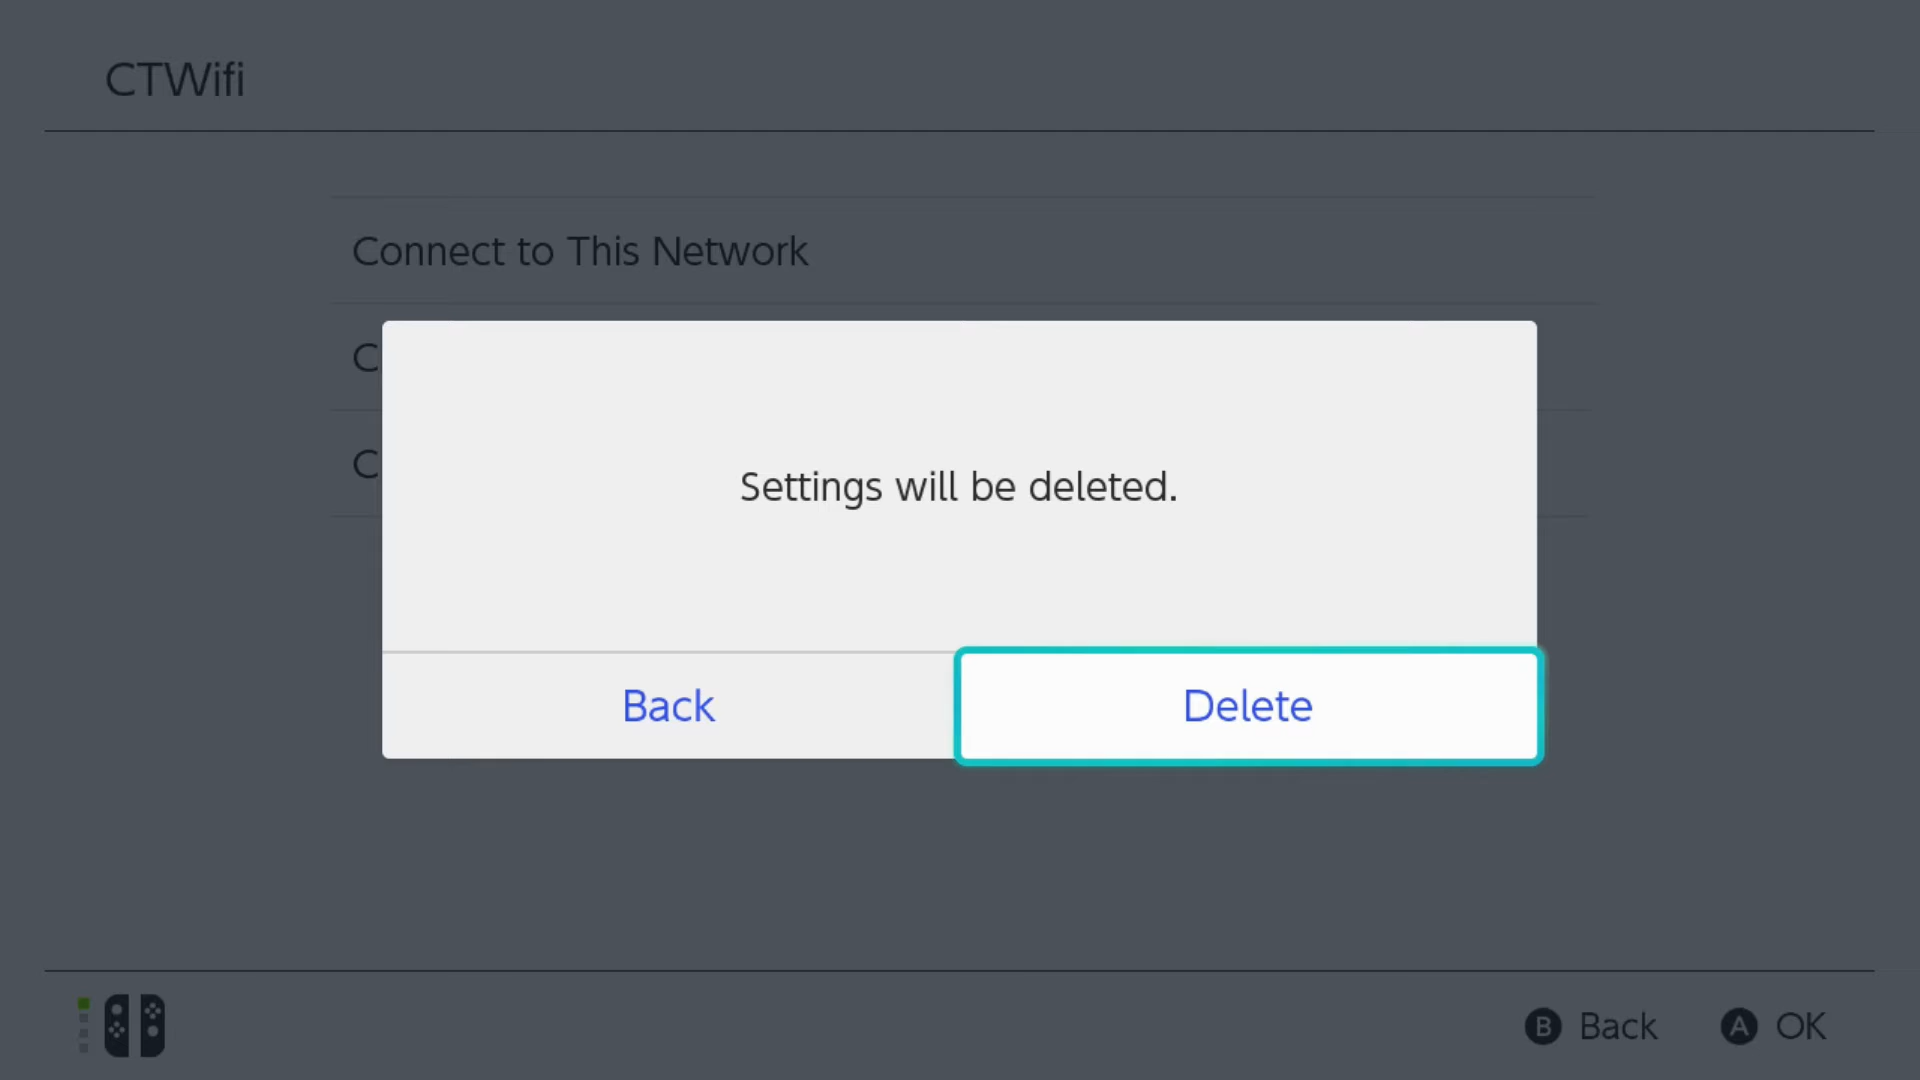 CTWifi
Connect to This Network
C
C
Settings will be deleted.
Back
Delete
B Back
A OK